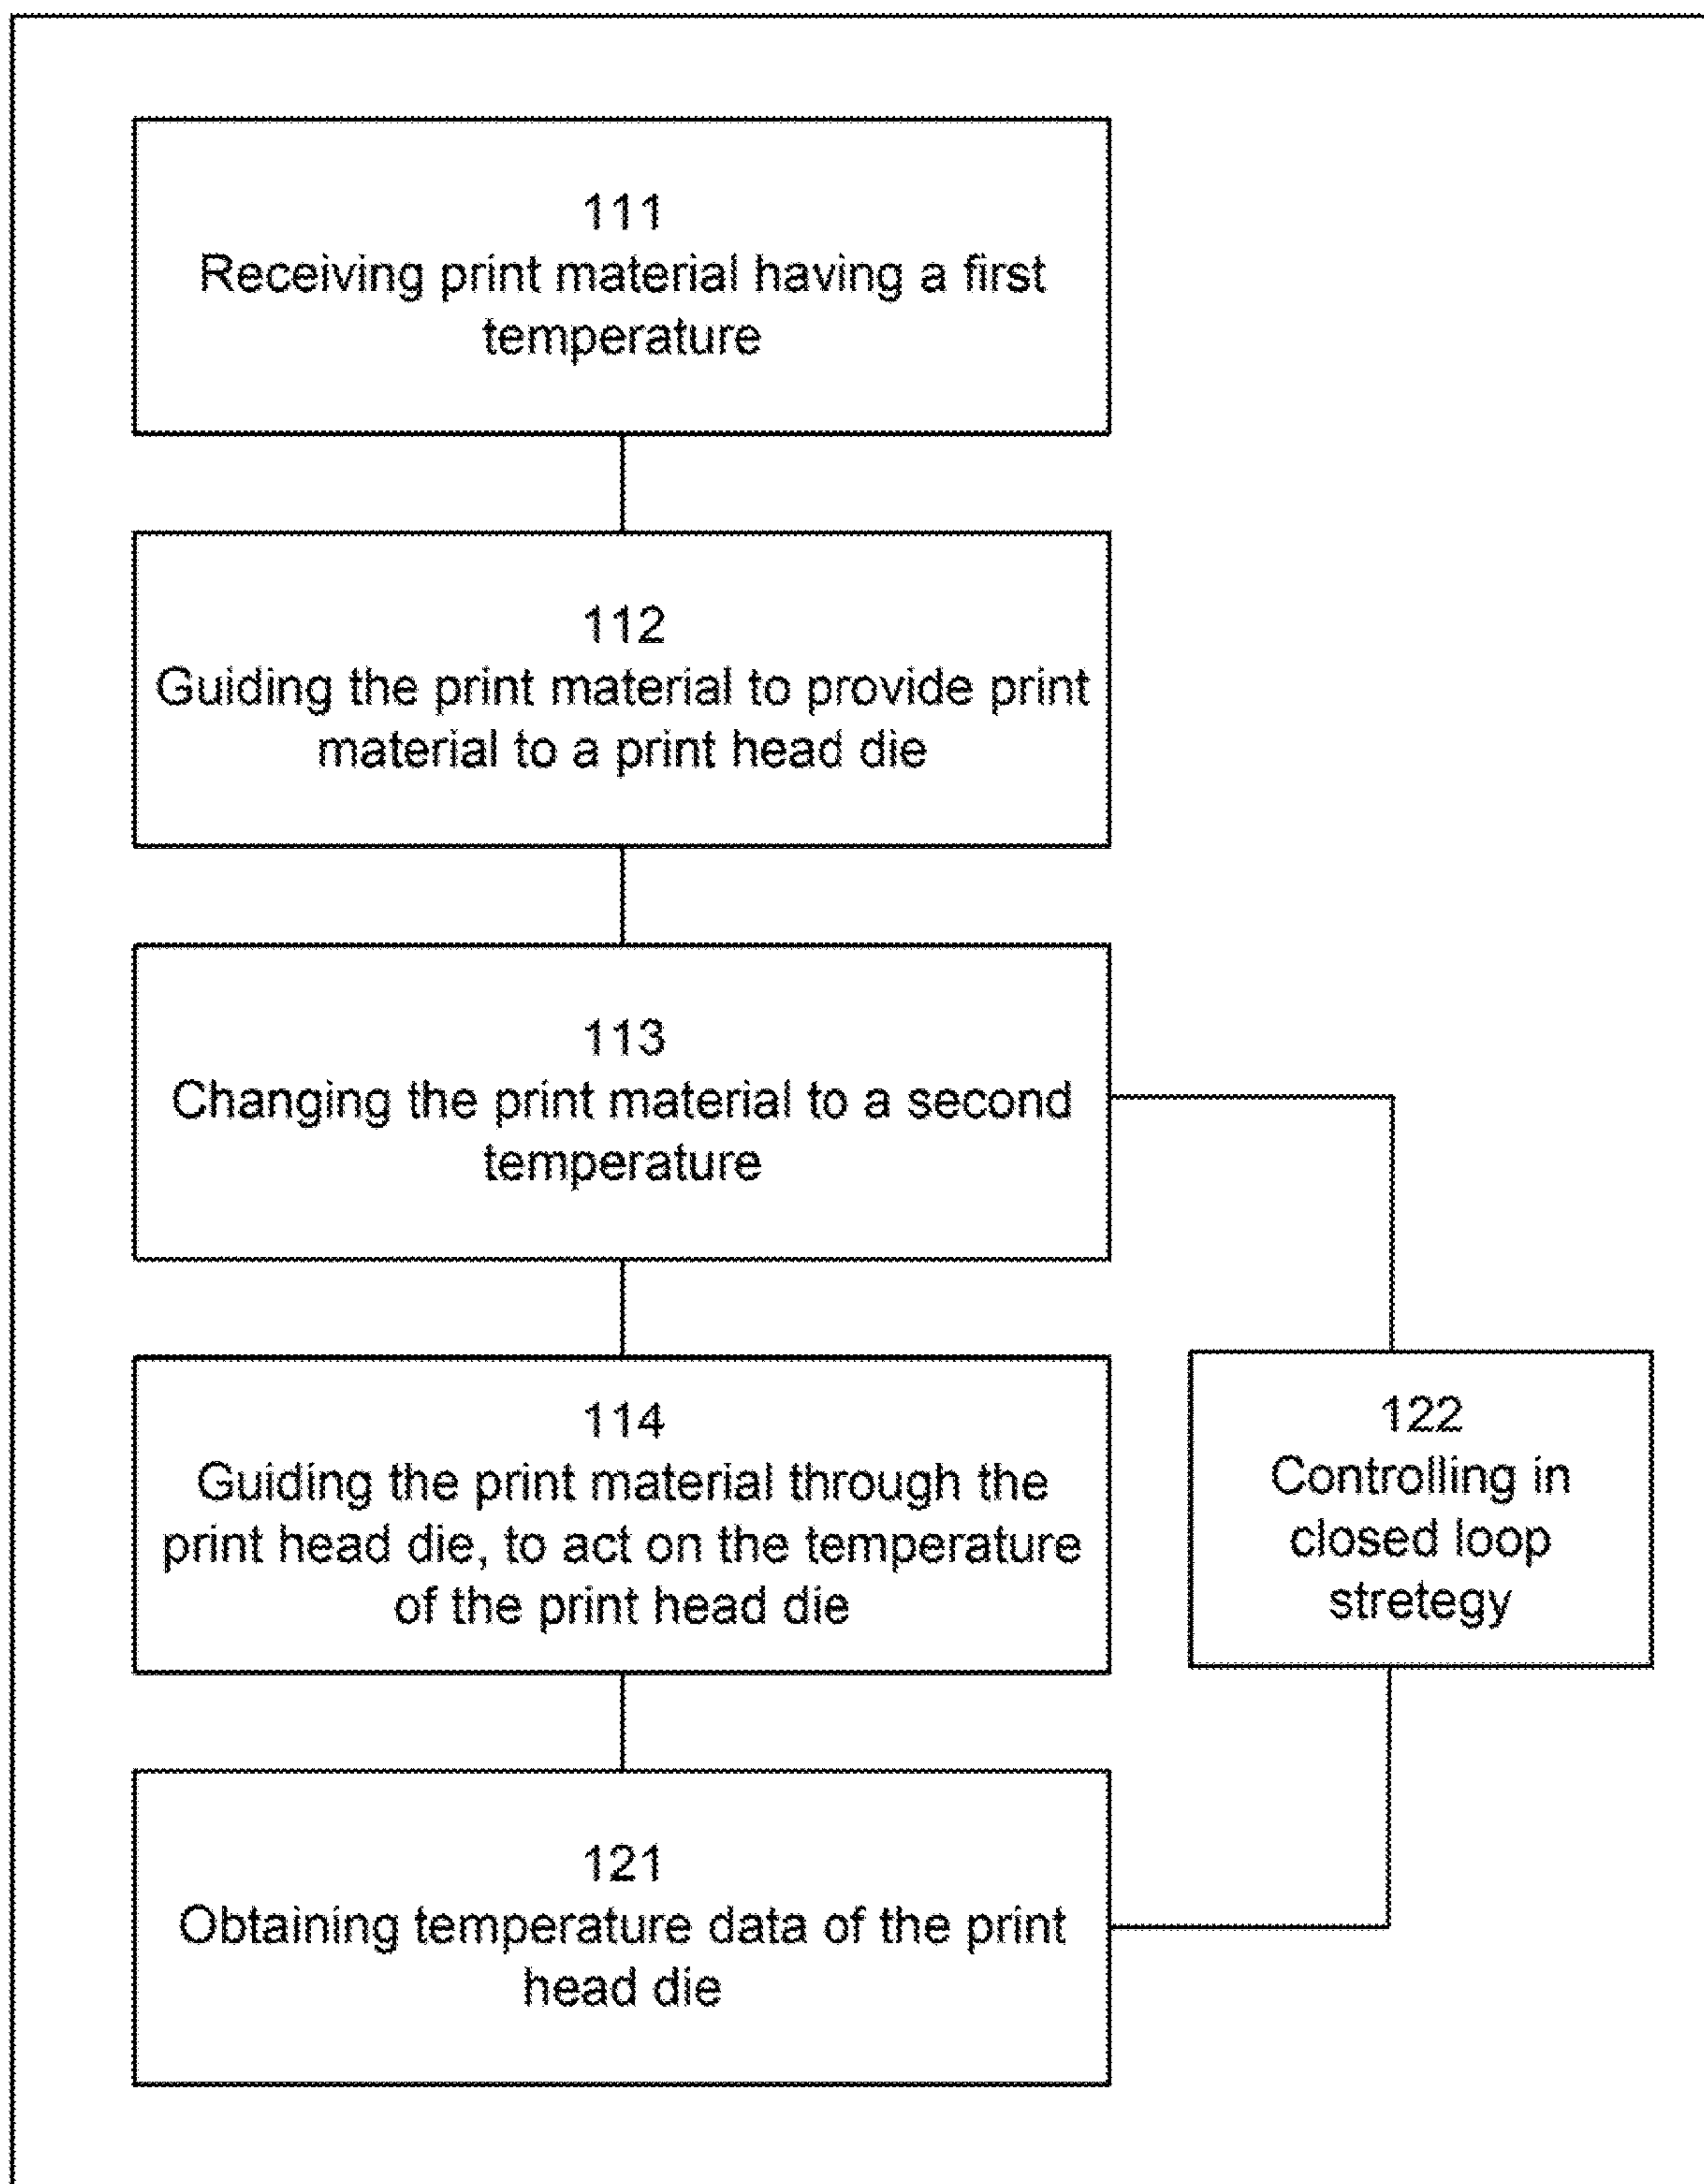 111
Receiving print material having a first
temperature
112
Guiding the print material to provide print
material to a print head die
113
Changing the print material to a second
temperature
114
Guiding the print material through the
print head die, to act on the temperature
of the print head die
122
Controlling in
closed loop
stretegy
121
Obtaining temperature data of the print
head die